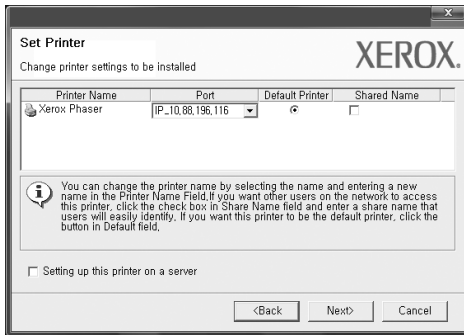 Set Printer
Change printer settings to be installed
XEROX.
Printer Name Port Default Printer Shared Name
Xerox Phaser IP_10,88,196,116
You can change the printer name by selecting the name and entering a new
name in the Printer Name Field,If you want other users on the network to access
this printer, click the check box in Share Name field and enter a share name that
users will easily identify, If you want this printer to be the default printer, click the
button in Default field,
Setting up this printer on a server
<Back Next> Cancel